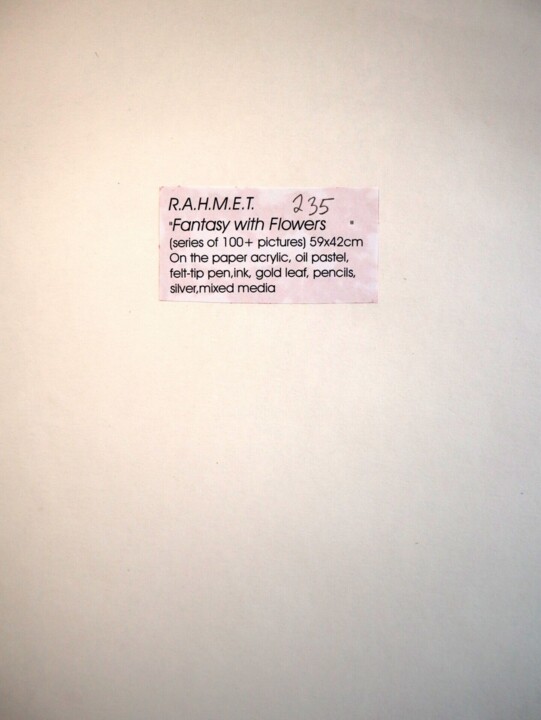 R.A.H.M.E.T. 235
"Fantasy with Flowers "
(series of 100+ pictures) 59x42cm
On the paper acrylic, oil pastel,
felt-tip pen,ink, gold leaf, pencils,
silver,mixed media